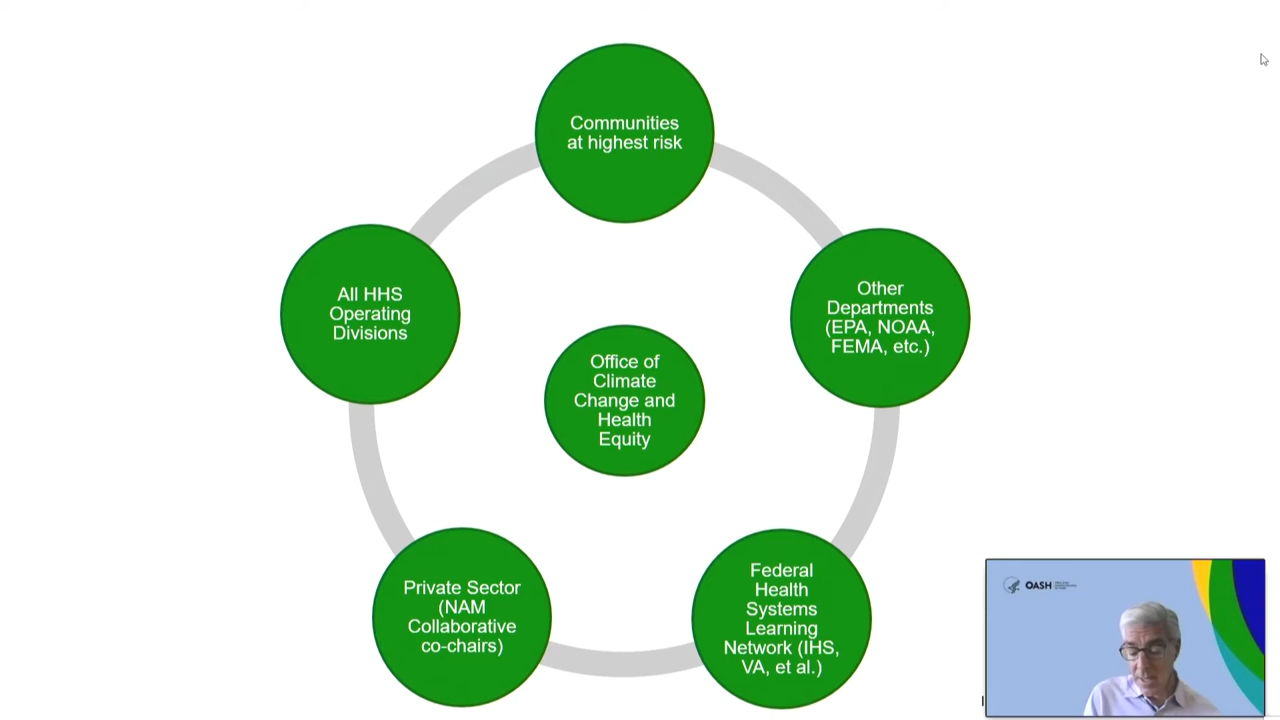 Communities
at highest risk
All HHS
Operating
Divisions
Other
Departments
(EPA, NOAA,
FEMA, etc.)
Office of
Climate
Change and
Health
Equity
Private Sector
(NAM
Collaborative
co-chairs)
Federal
Health
Systems
Learning
Network (IHS,
VA, et al.)
OASH